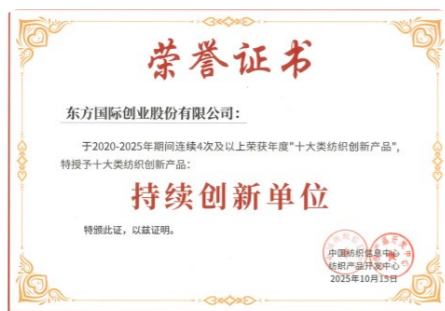 荣誉证书
东方国际创业股份有限公司：
于2020-2025年期间连续4次及以上荣获年度"十大类纺织创新产品"，
特授予十大类纺织创新产品：
持续创新单位
特颁此证，以兹证明。
中国纺织信息中心
纺织产品开发中心
2025年10月15日